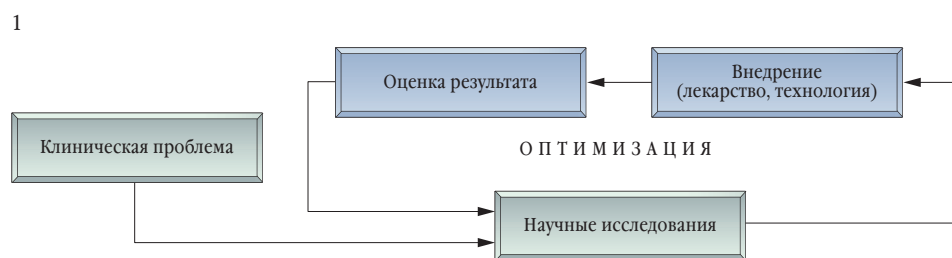 1
Оценка результата
Внедрение
(лекарство, технология)
Клиническая проблема
ОПТИМИЗАЦИЯ
Научные исследования